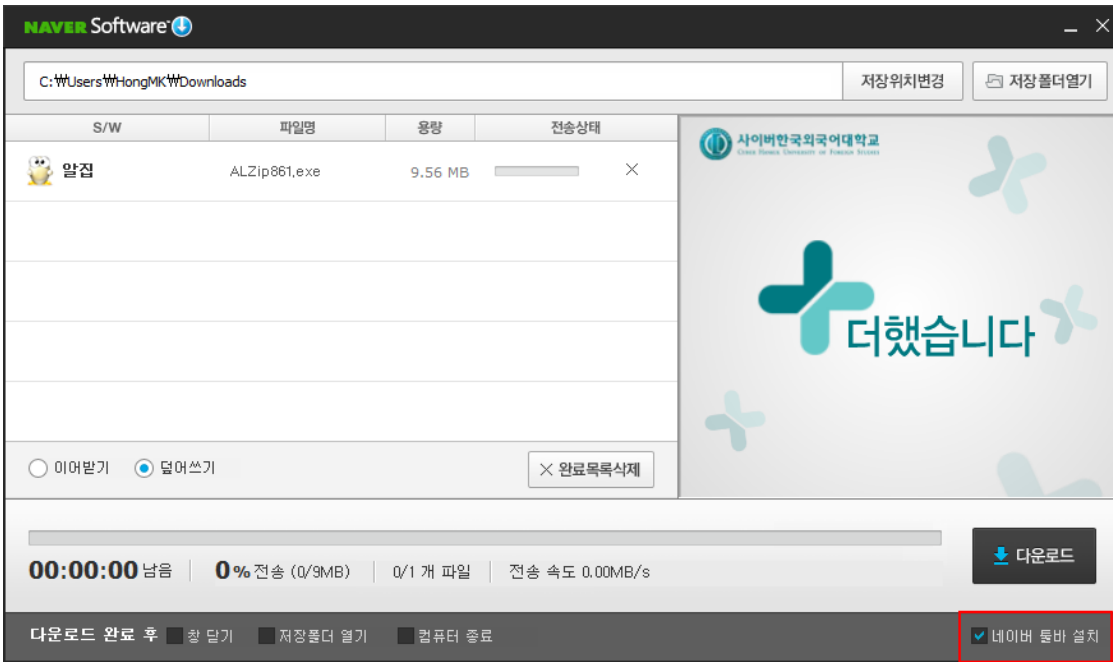 NAVER Software
C:₩Users₩HongMK₩Downloads
저장위치변경
저장폴더열기
S/W 파일명 용량 전송상태
알집 ALZip861.exe 9.56 MB
사이버한국외국어대학교
Cyber Hankuk University of Foreign Studies
더했습니다
이어받기 덮어쓰기
완료목록삭제
00:00:00 남음 0% 전송 (0/9MB) 0/1 개 파일 전송 속도 0.00MB/s
다운로드
다운로드 완료 후 창 닫기 저장폴더 열기 컴퓨터 종료
네이버 툴바 설치